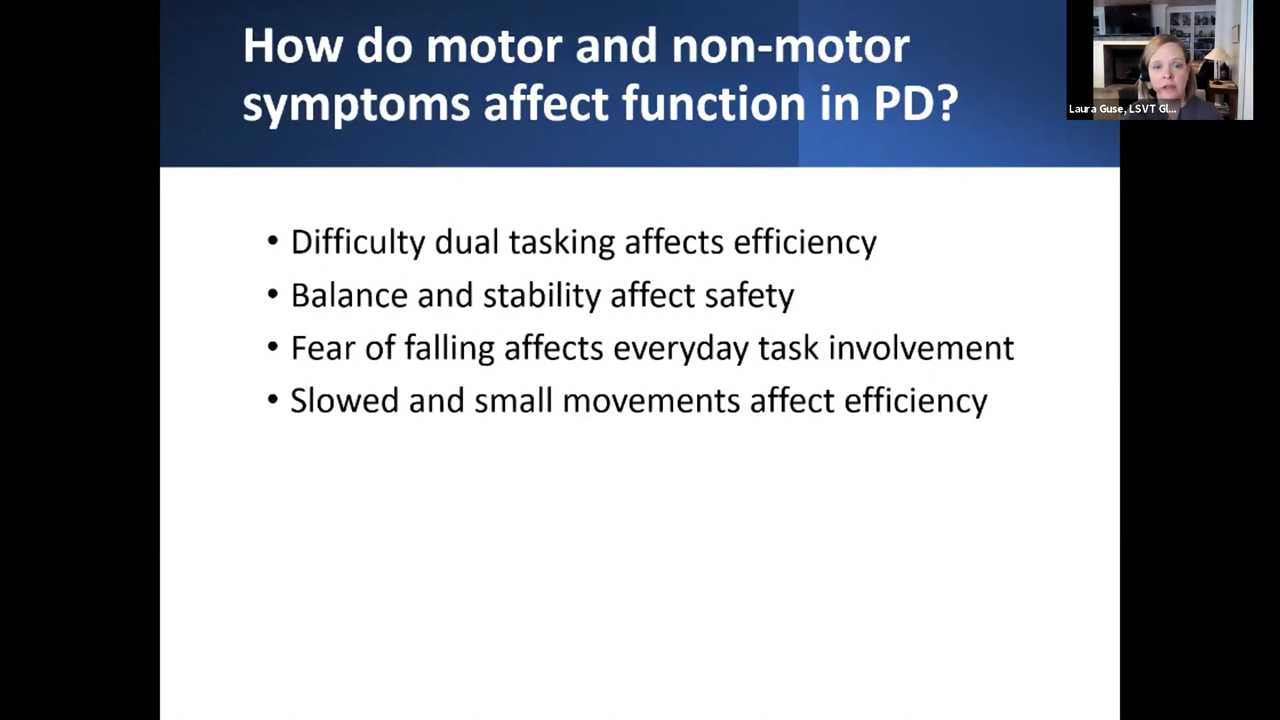 How do motor and non-motor
symptoms affect function in PD?
Laura Guse, LSVT Gl...
• Difficulty dual tasking affects efficiency
• Balance and stability affect safety
• Fear of falling affects everyday task involvement
• Slowed and small movements affect efficiency